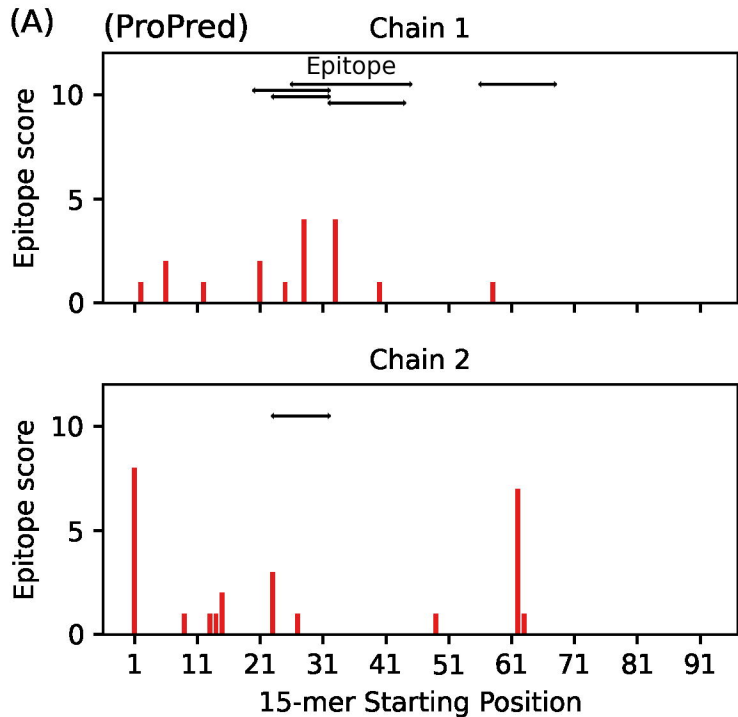 (A) (ProPred) Chain 1
Epitope
10
5
0
Epitope score
Chain 2
10
5
0
Epitope score
1 11 21 31 41 51 61 71 81 91
15-mer Starting Position